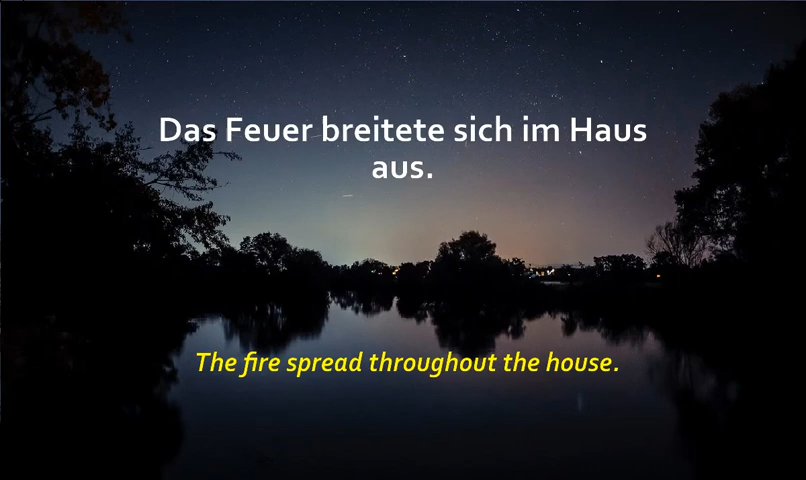 Das Feuer breitete sich im Haus
aus.
The fire spread throughout the house.